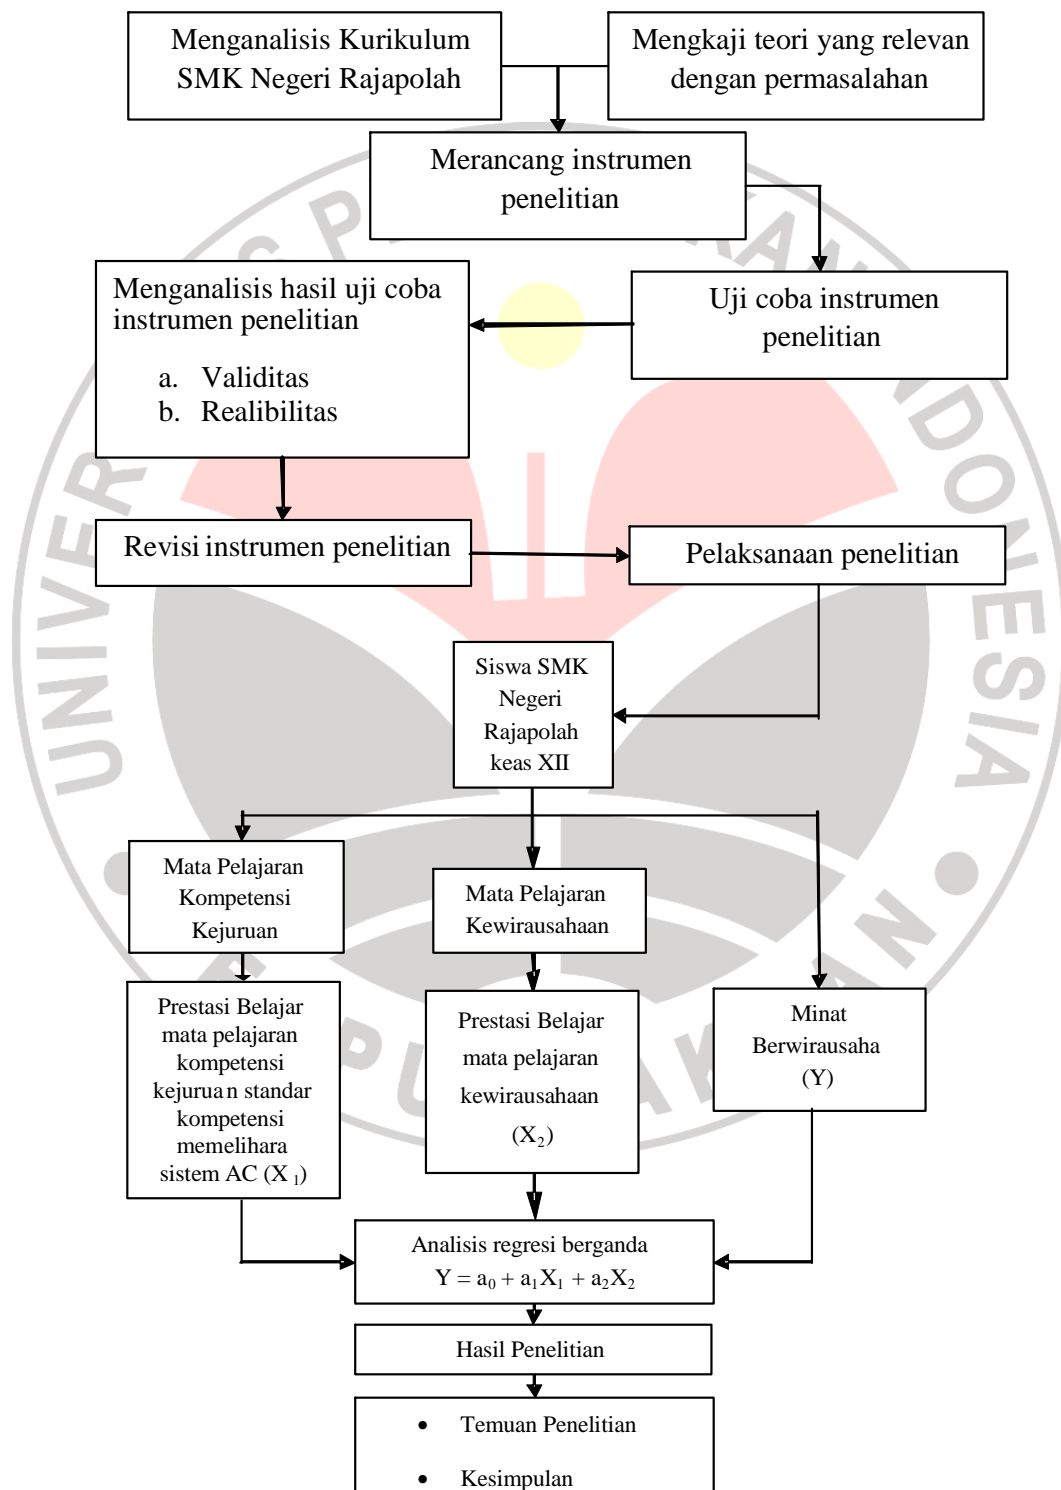 Menganalisis Kurikulum
SMK Negeri Rajapolah
Mengkaji teori yang relevan
dengan permasalahan
Merancang instrumen
penelitian
Uji coba instrumen
penelitian
Menganalisis hasil uji coba
instrumen penelitian
a. Validitas
b. Realibilitas
Revisi instrumen penelitian
Pelaksanaan penelitian
Siswa SMK
Negeri
Rajapolah
keas XII
Mata Pelajaran
Kompetensi
Kejuruan
Mata Pelajaran
Kewirausahaan
Prestasi Belajar
mata pelajaran
kompetensi
kejuruan standar
kompetensi
memelihara
sistem AC (X₁)
Prestasi Belajar
mata pelajaran
kewirausahaan
(X₂)
Minat
Berwirausaha
(Y)
Analisis regresi berganda
Y = a₀ + a₁X₁ + a₂X₂
Hasil Penelitian
• Temuan Penelitian
• Kesimpulan